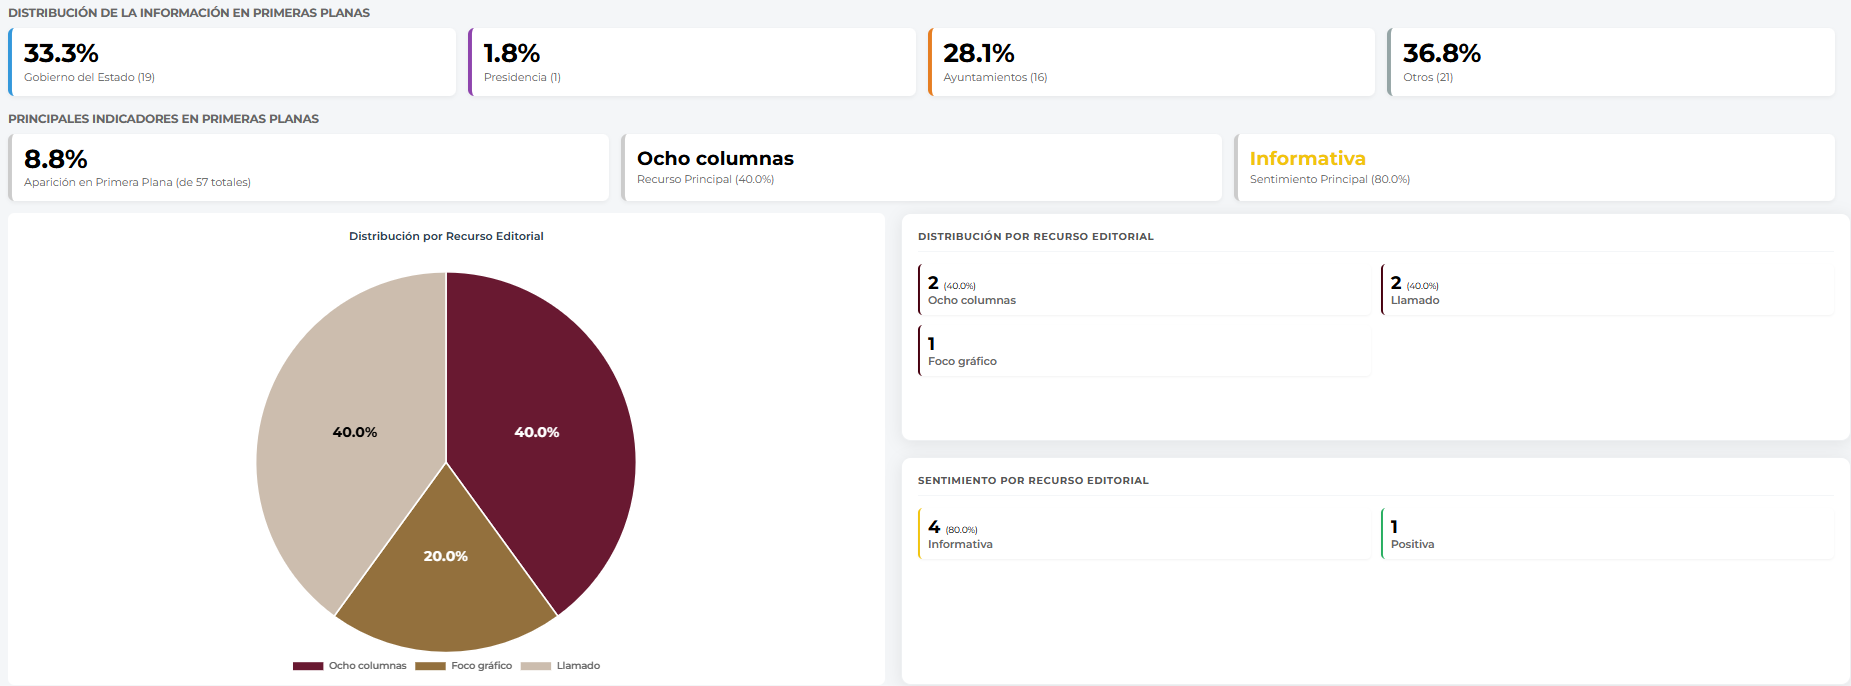 DISTRIBUCIÓN DE LA INFORMACIÓN EN PRIMERAS PLANAS
33.3%
Gobierno del Estado (19)
1.8%
Presidencia (1)
28.1%
Ayuntamientos (16)
36.8%
Otros (21)
PRINCIPALES INDICADORES EN PRIMERAS PLANAS
8.8%
Aparición en Primera Plana (de 57 totales)
Ocho columnas
Recurso Principal (40.0%)
Informativa
Sentimiento Principal (80.0%)
Distribución por Recurso Editorial
40.0%
40.0%
20.0%
Ocho columnas
Foco gráfico
Llamado
DISTRIBUCIÓN POR RECURSO EDITORIAL
2 (40.0%)
Ocho columnas
2 (40.0%)
Llamado
1
Foco gráfico
SENTIMIENTO POR RECURSO EDITORIAL
4 (80.0%)
Informativa
1
Positiva